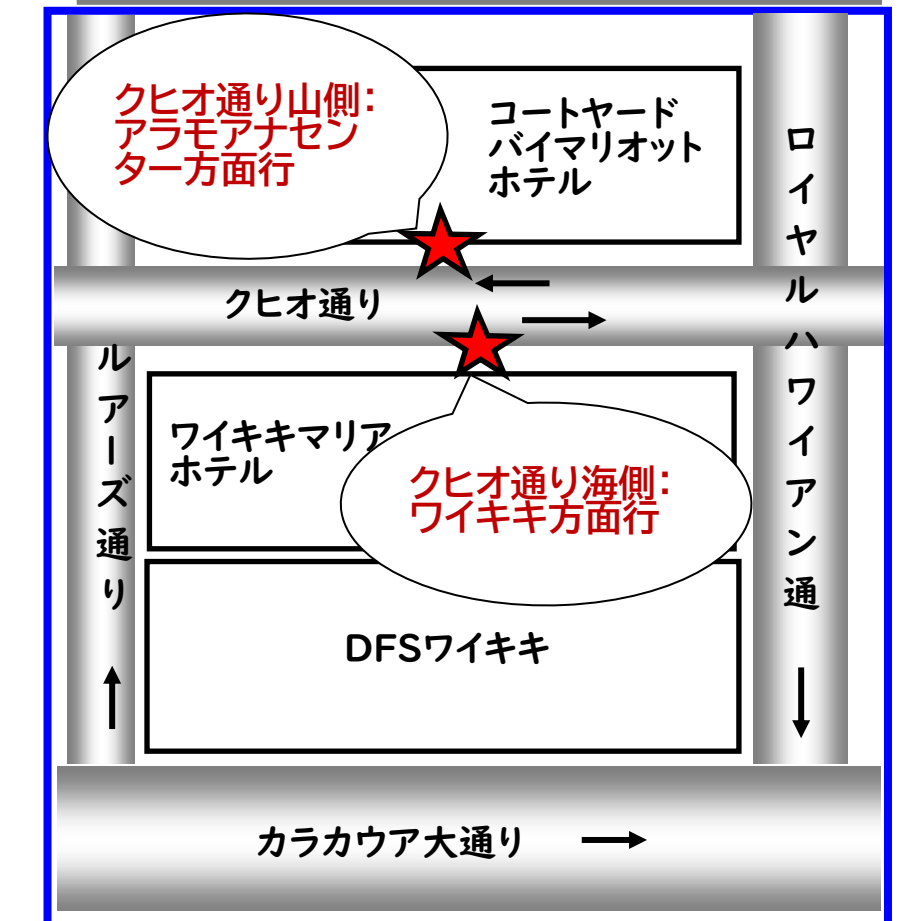 クヒオ通り山側:
アラモアナセン
ター方面行
コートヤード
バイマリオット
ホテル
ロイヤルハワイアン通
クヒオ通り
ルアーズ通り
ワイキキマリア
ホテル
クヒオ通り海側:
ワイキキ方面行
DFSワイキキ
カラカウア大通り